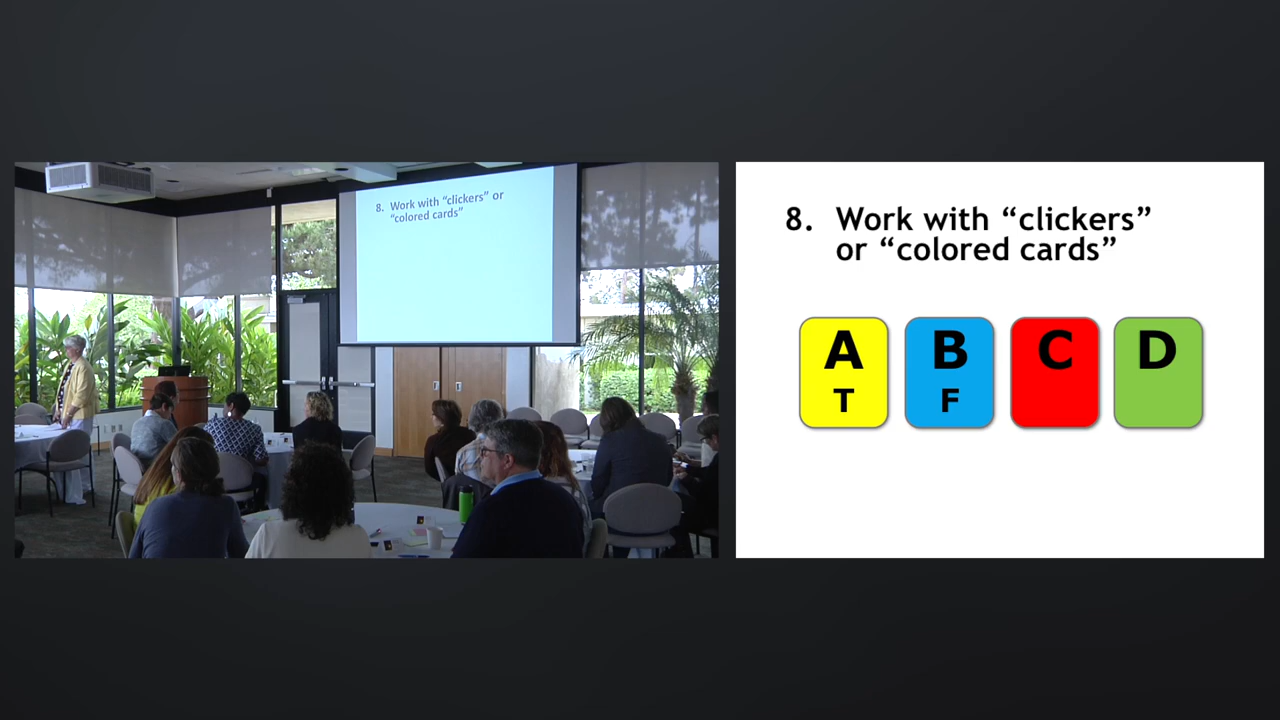 8. Work with “clickers” or
“colored cards”
8. Work with “clickers”
or “colored cards”
A B C D
T F